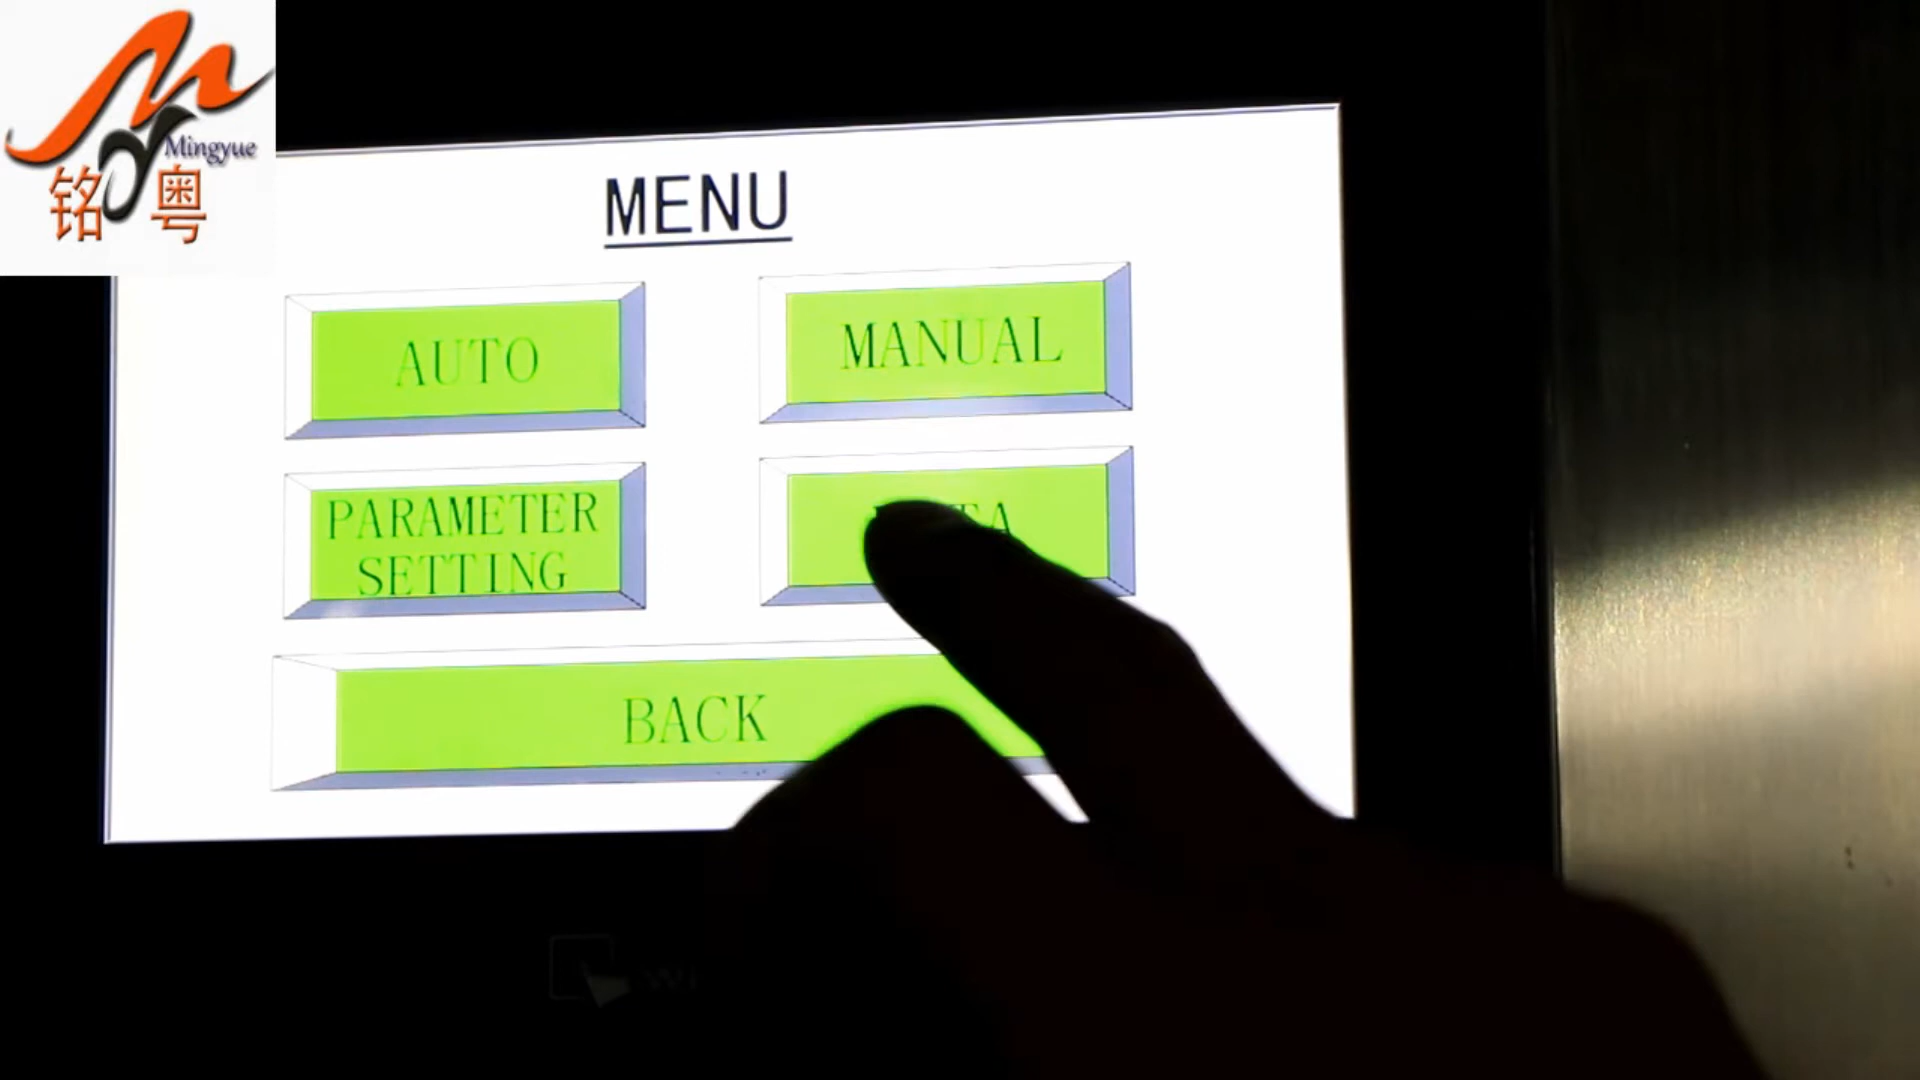 Mingyue
铭粤
MENU
AUTO
MANUAL
PARAMETER
SETTING
BACK